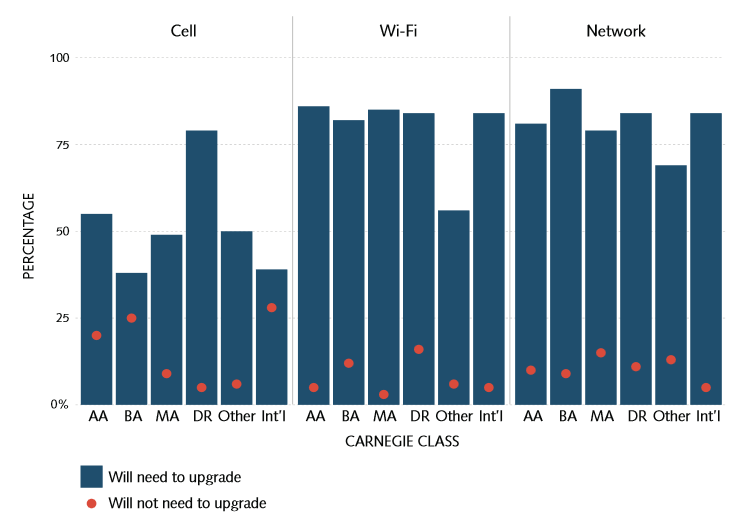 Cell Wi-Fi Network
100
75
50
25
0%
PERCENTAGE
AA BA MA DR Other Int'l AA BA MA DR Other Int'l AA BA MA DR Other Int'l
CARNEGIE CLASS
Will need to upgrade
Will not need to upgrade